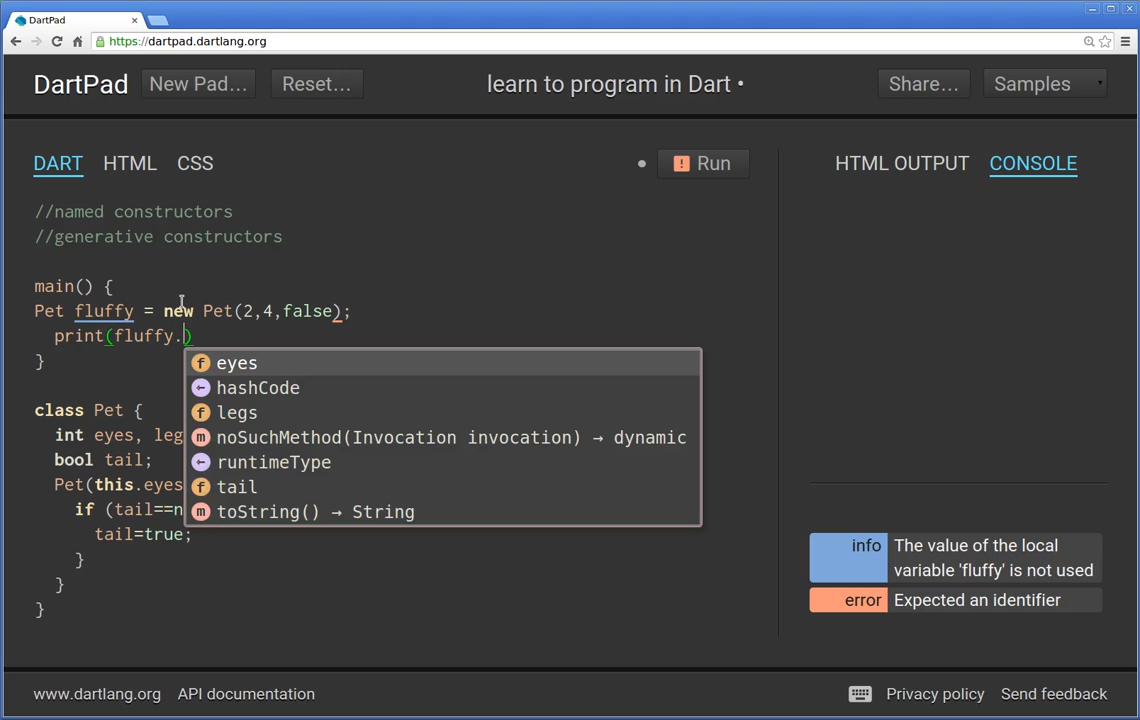 DartPad
https://dartpad.dartlang.org
DartPad New Pad… Reset… learn to program in Dart • Share… Samples
DART HTML CSS Run HTML OUTPUT CONSOLE
//named constructors
//generative constructors
main() {
Pet fluffy = new Pet(2,4,false);
print(fluffy.)
}
f eyes
← hashCode
f legs
m noSuchMethod(Invocation invocation) → dynamic
← runtimeType
f tail
m toString() → String
class Pet {
int eyes, leg
bool tail;
Pet(this.eyes
if (tail==n
tail=true;
}
}
}
info The value of the local
variable 'fluffy' is not used
error Expected an identifier
www.dartlang.org API documentation Privacy policy Send feedback